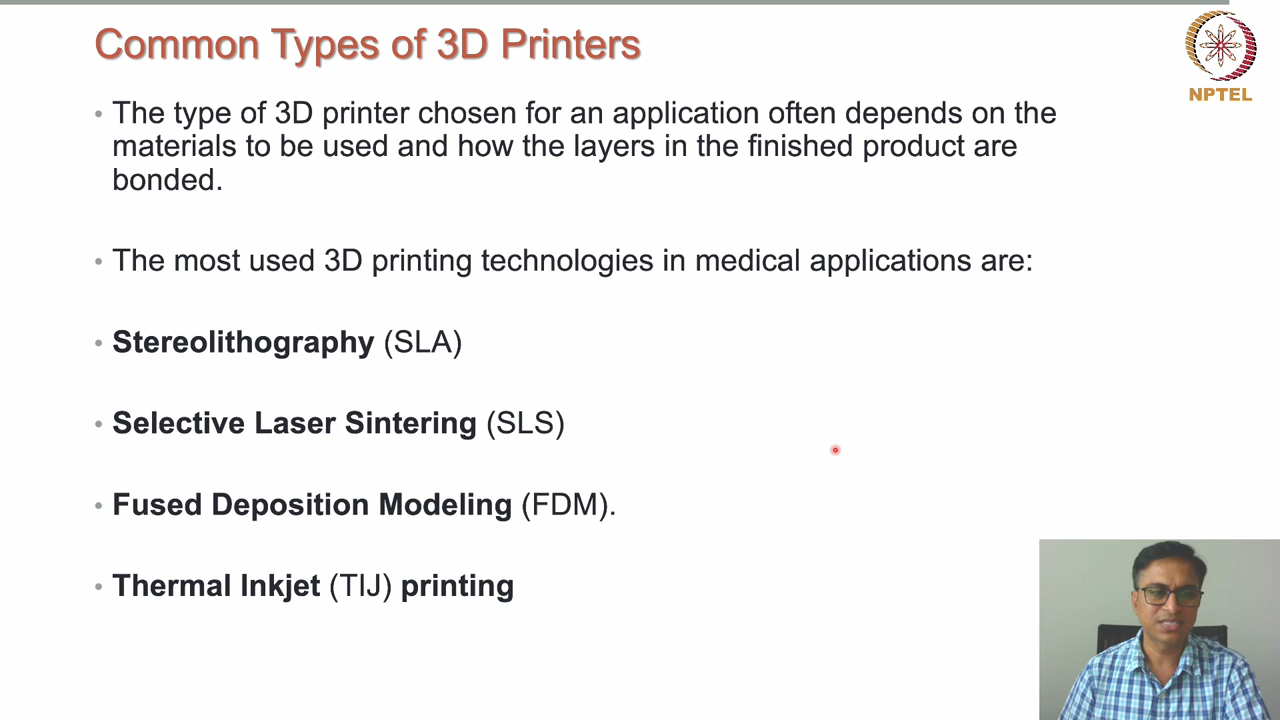 Common Types of 3D Printers
NPTEL
• The type of 3D printer chosen for an application often depends on the
materials to be used and how the layers in the finished product are
bonded.
• The most used 3D printing technologies in medical applications are:
• Stereolithography (SLA)
• Selective Laser Sintering (SLS)
• Fused Deposition Modeling (FDM).
• Thermal Inkjet (TIJ) printing